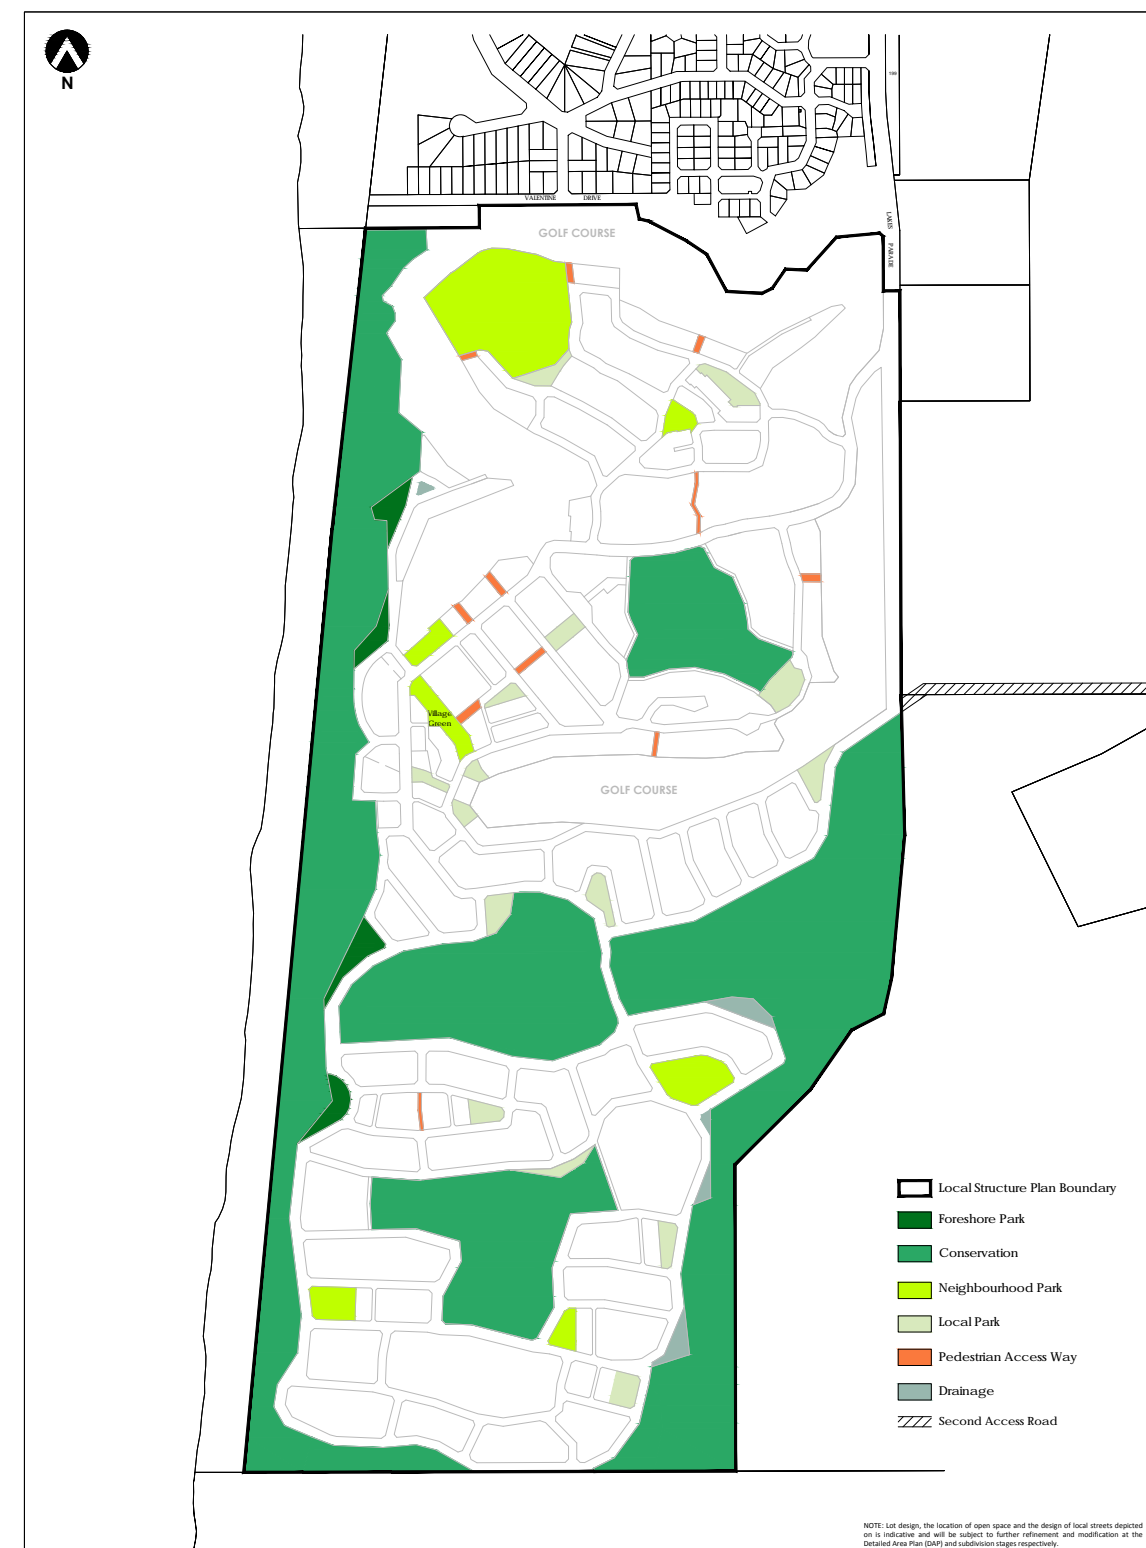 N
198
VALENTINE DRIVE
LAKES PARADE
GOLF COURSE
Village
Green
GOLF COURSE
Local Structure Plan Boundary
Foreshore Park
Conservation
Neighbourhood Park
Local Park
Pedestrian Access Way
Drainage
Second Access Road
NOTE: Lot design, the location of open space and the design of local streets depicted
on is indicative and will be subject to further refinement and modification at the
Detailed Area Plan (DAP) and subdivision stages respectively.